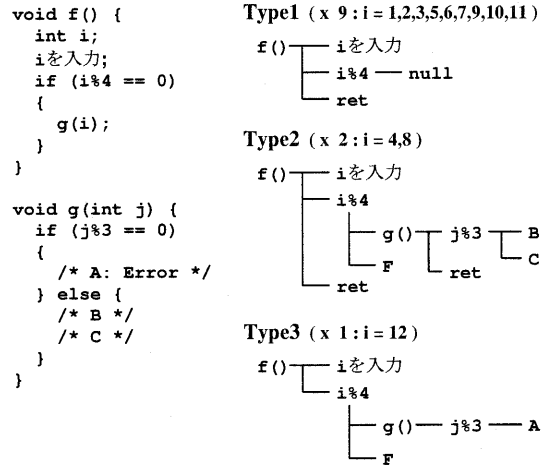 void f() {
int i;
iを入力;
if (i%4 == 0)
{
g(i);
}
}
void g(int j) {
if (j%3 == 0)
{
/* A: Error */
} else {
/* B */
/* C */
}
}
Type1 ( x 9 : i = 1,2,3,5,6,7,9,10,11)
f() iを入力
i%4 null
ret
Type2 ( x 2 : i = 4,8)
f() iを入力
i%4
g() j%3 B
C
F ret
ret
Type3 ( x 1 : i = 12)
f() iを入力
i%4
g() j%3 A
F